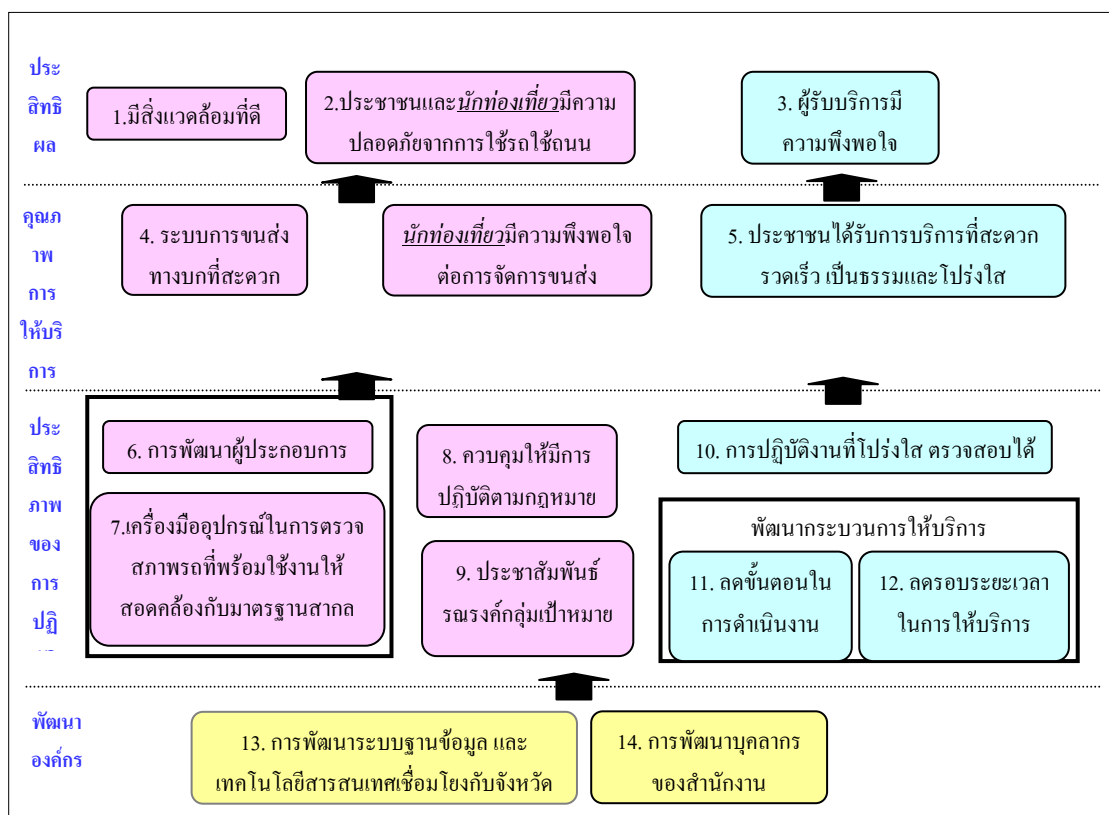 ประ
สิทธิ
ผล
1.มีสิ่งแวดล้อมที่ดี
2.ประชาชนและนักท่องเที่ยวมีความ
ปลอดภัยจากการใช้รถใช้ถนน
3. ผู้รับบริการมี
ความพึงพอใจ
คุณภ
าพ
การ
ให้บริ
การ
4. ระบบการขนส่ง
ทางบกที่สะดวก
นักท่องเที่ยวมีความพึงพอใจ
ต่อการจัดการขนส่ง
5. ประชาชนได้รับการบริการที่สะดวก
รวดเร็ว เป็นธรรมและโปร่งใส
ประ
สิทธิ
ภาพ
ของ
การ
ปฏิ
6. การพัฒนาผู้ประกอบการ
7.เครื่องมืออุปกรณ์ในการตรวจ
สภาพรถที่พร้อมใช้งานให้
สอดคล้องกับมาตรฐานสากล
8. ควบคุมให้มีการ
ปฏิบัติตามกฎหมาย
9. ประชาสัมพันธ์
รณรงค์กลุ่มเป้าหมาย
10. การปฏิบัติงานที่โปร่งใส ตรวจสอบได้
พัฒนากระบวนการให้บริการ
11. ลดขั้นตอนใน
การดำเนินงาน
12. ลดรอบระยะเวลา
ในการให้บริการ
พัฒนา
องค์กร
13. การพัฒนาระบบฐานข้อมูล และ
เทคโนโลยีสารสนเทศเชื่อมโยงกับจังหวัด
14. การพัฒนาบุคลากร
ของสำนักงาน